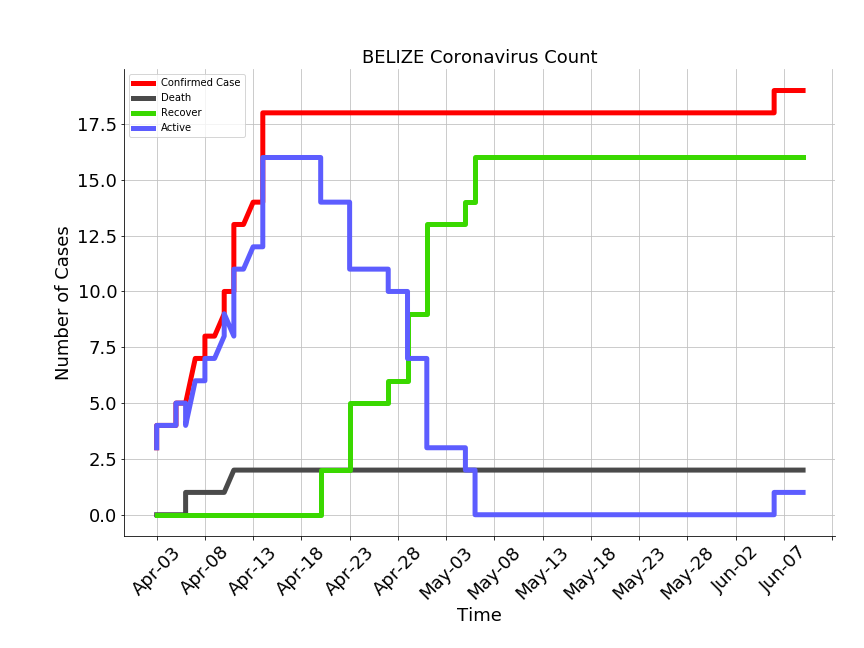 BELIZE Coronavirus Count
Confirmed Case
Death
Recover
Active
Number of Cases
17.5
15.0
12.5
10.0
7.5
5.0
2.5
0.0
Apr-03
Apr-08
Apr-13
Apr-18
Apr-23
Apr-28
May-03
May-08
May-13
May-18
May-23
May-28
Jun-02
Jun-07
Time